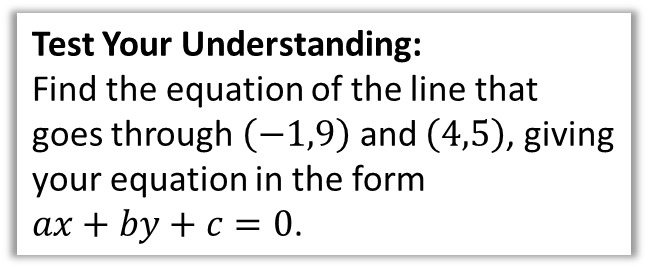 Test Your Understanding:
Find the equation of the line that
goes through (−1,9) and (4,5), giving
your equation in the form
𝑎𝑥 + 𝑏𝑦 + 𝑐 = 0.